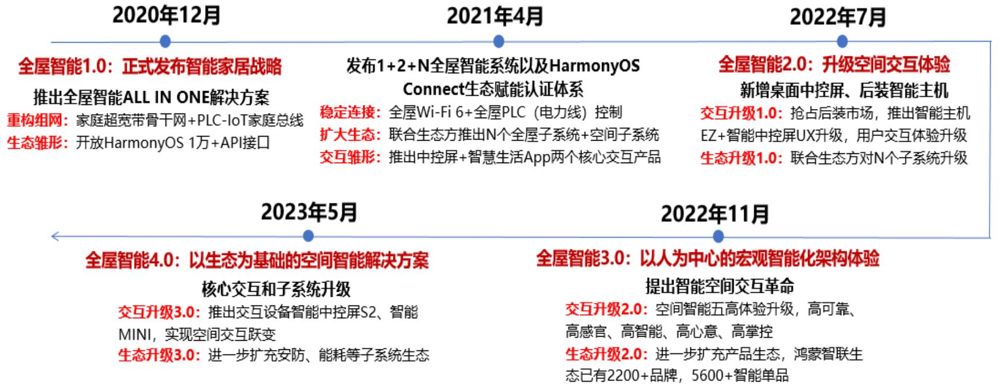 2020年12月
全屋智能1.0：正式发布智能家居战略
推出全屋智能ALL IN ONE解决方案
重构组网：家庭超宽带骨干网+PLC-IoT家庭总线
生态雏形：开放HarmonyOS 1万+API接口
2021年4月
发布1+2+N全屋智能系统以及HarmonyOS
Connect生态赋能认证体系
稳定连接：全屋Wi-Fi 6+全屋PLC（电力线）控制
扩大生态：联合生态方推出N个全屋子系统+空间子系统
交互雏形：推出中控屏+智慧生活App两个核心交互产品
2022年7月
全屋智能2.0：升级空间交互体验
新增桌面中控屏、后装智能主机
交互升级1.0：抢占后装市场，推出智能主机
EZ+智能中控屏UX升级，用户交互体验升级
生态升级1.0：联合生态方对N个子系统升级
2022年11月
全屋智能3.0：以人为中心的宏观智能化架构体验
提出智能空间交互革命
交互升级2.0：空间智能五高体验升级，高可靠、
高感官、高智能、高心意、高掌控
生态升级2.0：进一步扩充产品生态，鸿蒙智联生
态已有2200+品牌，5600+智能单品
2023年5月
全屋智能4.0：以生态为基础的空间智能解决方案
核心交互和子系统升级
交互升级3.0：推出交互设备智能中控屏S2、智能
MINI，实现空间交互跃变
生态升级3.0：进一步扩充安防、能耗等子系统生态